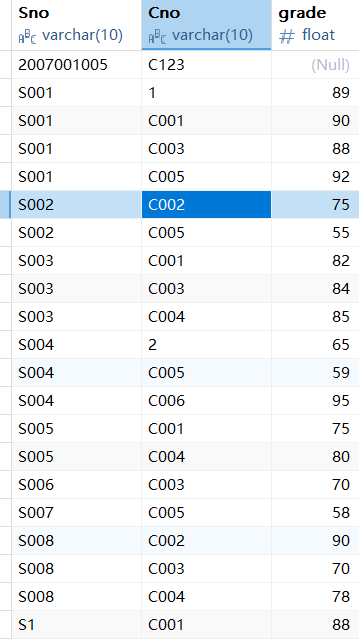 Sno Cno grade
ABC varchar(10) ABC varchar(10) # float
2007001005 C123 (Null)
S001 1 89
S001 C001 90
S001 C003 88
S001 C005 92
S002 C002 75
S002 C005 55
S003 C001 82
S003 C003 84
S003 C004 85
S004 2 65
S004 C005 59
S004 C006 95
S005 C001 75
S005 C004 80
S006 C003 70
S007 C005 58
S008 C002 90
S008 C003 70
S008 C004 78
S1 C001 88